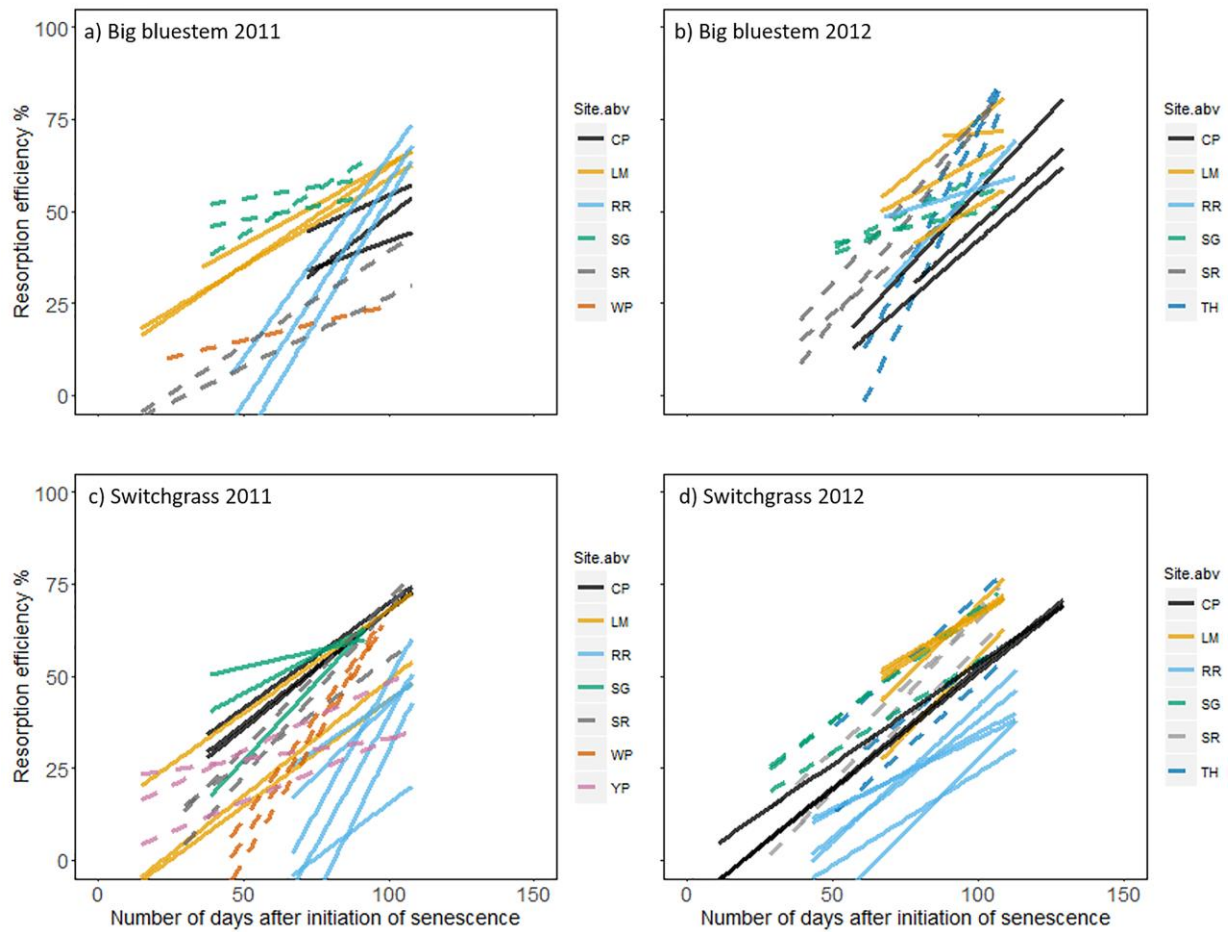 a) Big bluestem 2011
b) Big bluestem 2012
100
75
50
25
0
Resorption efficiency %
Site.abv
CP
LM
RR
SG
SR
WP
Site.abv
CP
LM
RR
SG
SR
TH
c) Switchgrass 2011
d) Switchgrass 2012
100
75
50
25
0
Resorption efficiency %
Site.abv
CP
LM
RR
SG
SR
WP
YP
Site.abv
CP
LM
RR
SG
SR
TH
0 50 100 150
0 50 100 150
Number of days after initiation of senescence
Number of days after initiation of senescence